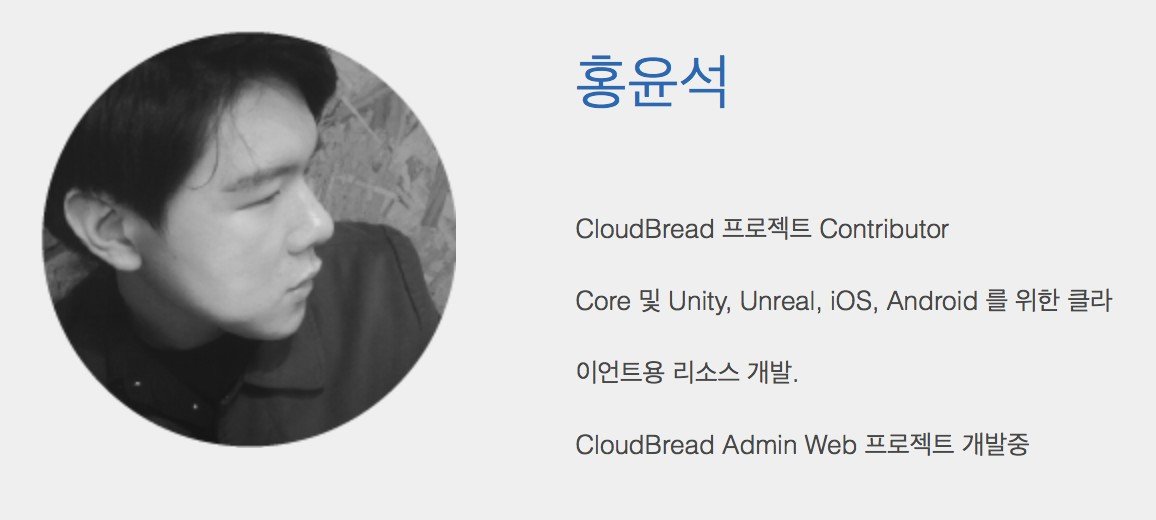 홍윤석
CloudBread 프로젝트 Contributor
Core 및 Unity, Unreal, iOS, Android 를 위한 클라
이언트용 리소스 개발.
CloudBread Admin Web 프로젝트 개발중